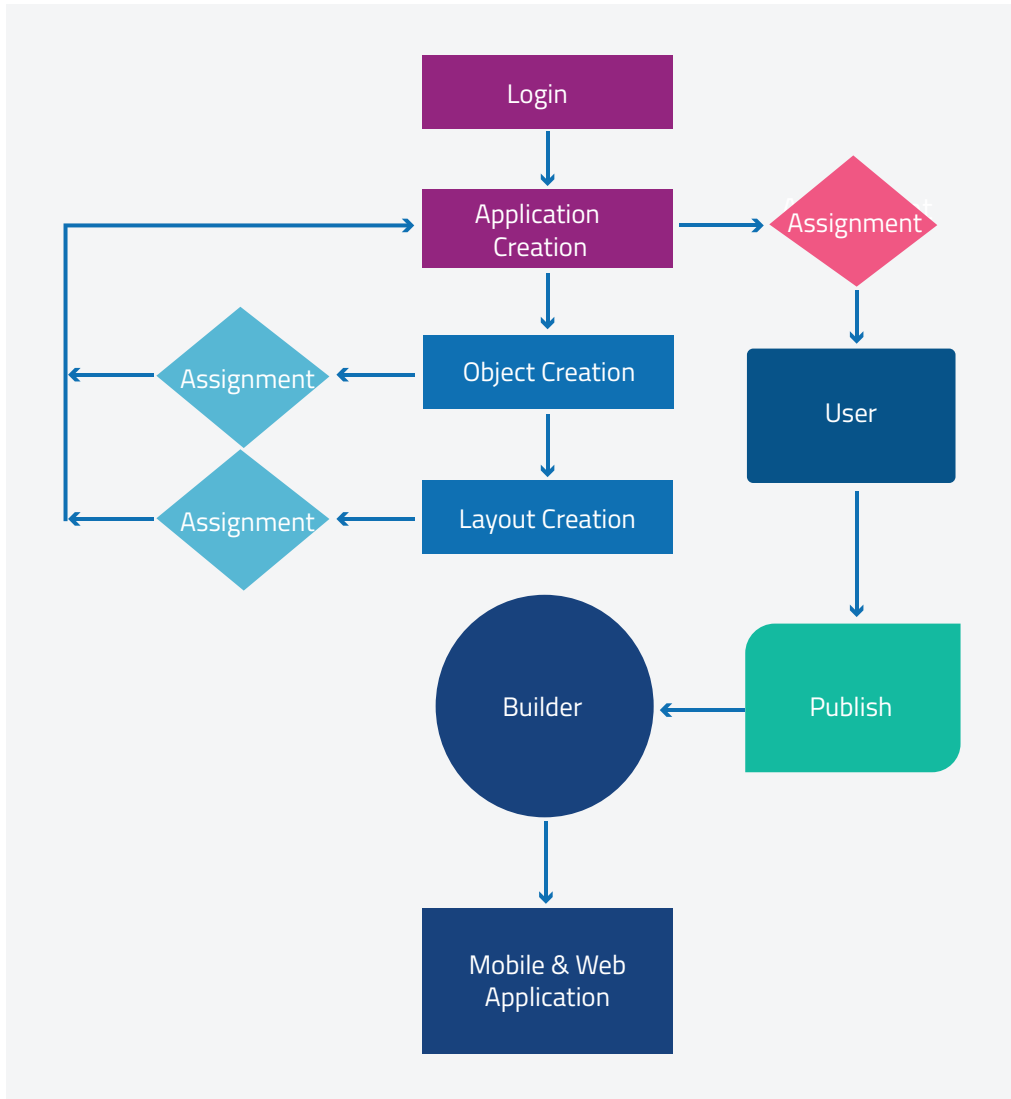 Login
Application
Creation
Assignment
Assignment
Object Creation
User
Assignment
Layout Creation
Builder
Publish
Mobile & Web
Application